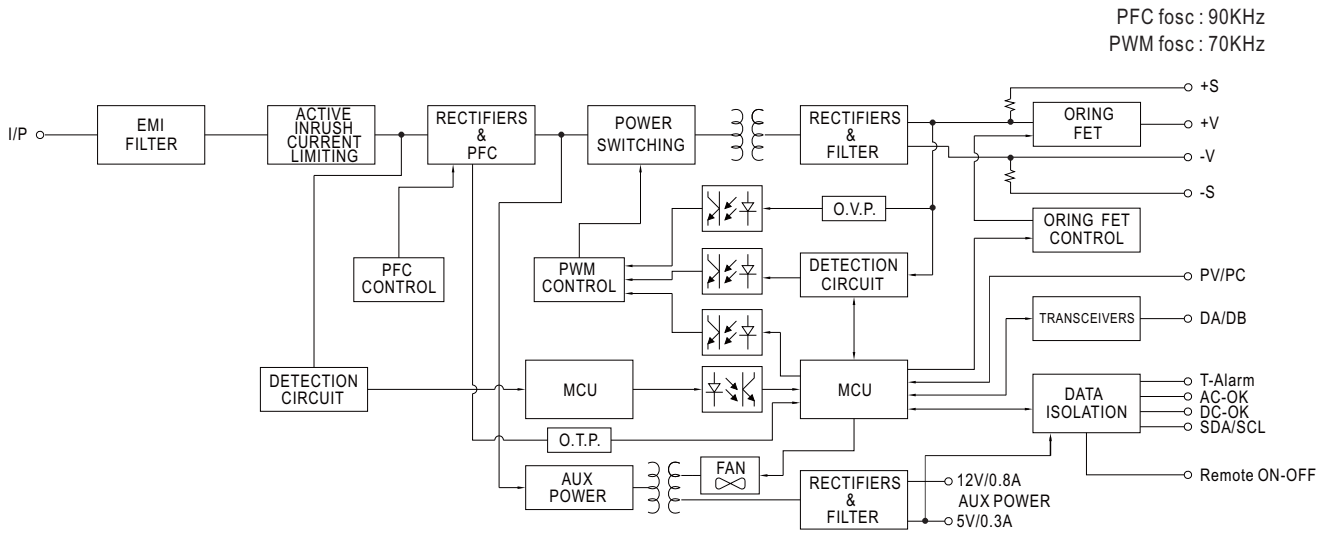 PFC fosc : 90KHz
PWM fosc : 70KHz
I/P
EMI
FILTER
ACTIVE
INRUSH
CURRENT
LIMITING
RECTIFIERS
&
PFC
POWER
SWITCHING
RECTIFIERS
&
FILTER
ORING
FET
+S
+V
-V
-S
O.V.P.
ORING FET
CONTROL
PFC
CONTROL
PWM
CONTROL
DETECTION
CIRCUIT
PV/PC
TRANSCEIVERS
DA/DB
DETECTION
CIRCUIT
MCU
MCU
DATA
ISOLATION
T-Alarm
AC-OK
DC-OK
SDA/SCL
O.T.P.
AUX
POWER
FAN
RECTIFIERS
&
FILTER
12V/0.8A
AUX POWER
5V/0.3A
Remote ON-OFF